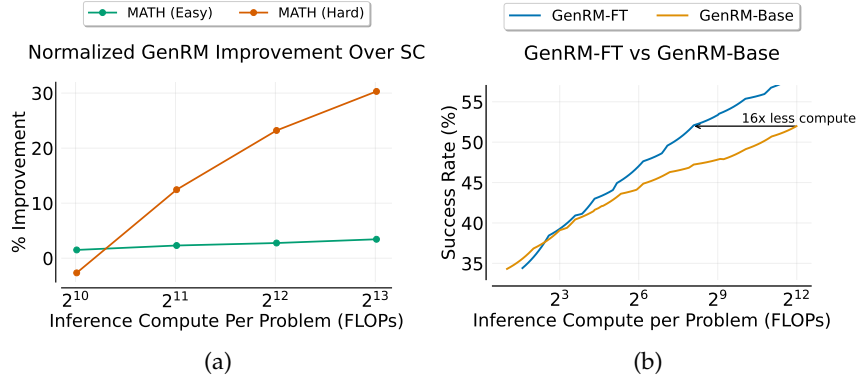 MATH (Easy) MATH (Hard)
Normalized GenRM Improvement Over SC
% Improvement
30
20
10
0
2^10 2^11 2^12 2^13
Inference Compute Per Problem (FLOPs)
(a)
GenRM-FT GenRM-Base
GenRM-FT vs GenRM-Base
Success Rate (%)
55
50
45
40
35
16x less compute
2^3 2^6 2^9 2^12
Inference Compute per Problem (FLOPs)
(b)